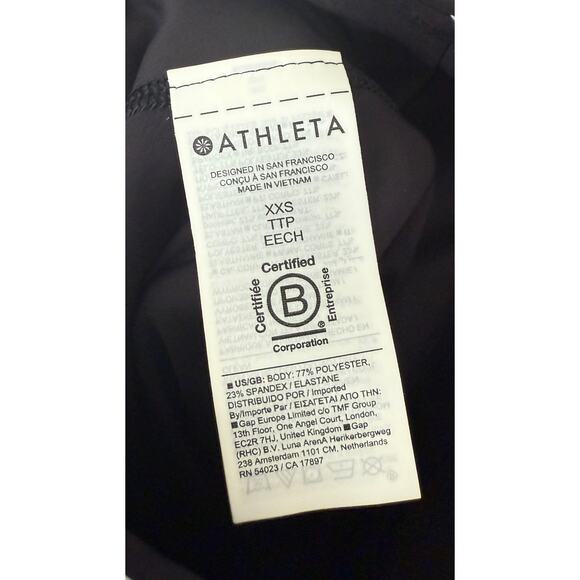 ATHLETA
DESIGNED IN SAN FRANCISCO
CONÇU À SAN FRANCISCO
MADE IN VIETNAM
XXS
TTP
EECH
Certified
Certifiée
B
Entreprise
®
Corporation
■ US/GB: BODY: 77% POLYESTER,
23% SPANDEX / ELASTANE
DISTRIBUIDO POR / Imported
By/Importe Par / ΕΙΣΑΓΕΤΑΙ ΑΠΟ ΤΗΝ:
■Gap Europe Limited c/o TMF Group
13th Floor, One Angel Court, London,
EC2R 7HJ, United Kingdom ■Gap
(RHC) B.V. Luna ArenA Herikerbergweg
238 Amsterdam 1101 CM, Netherlands
RN 54023 / CA 17897